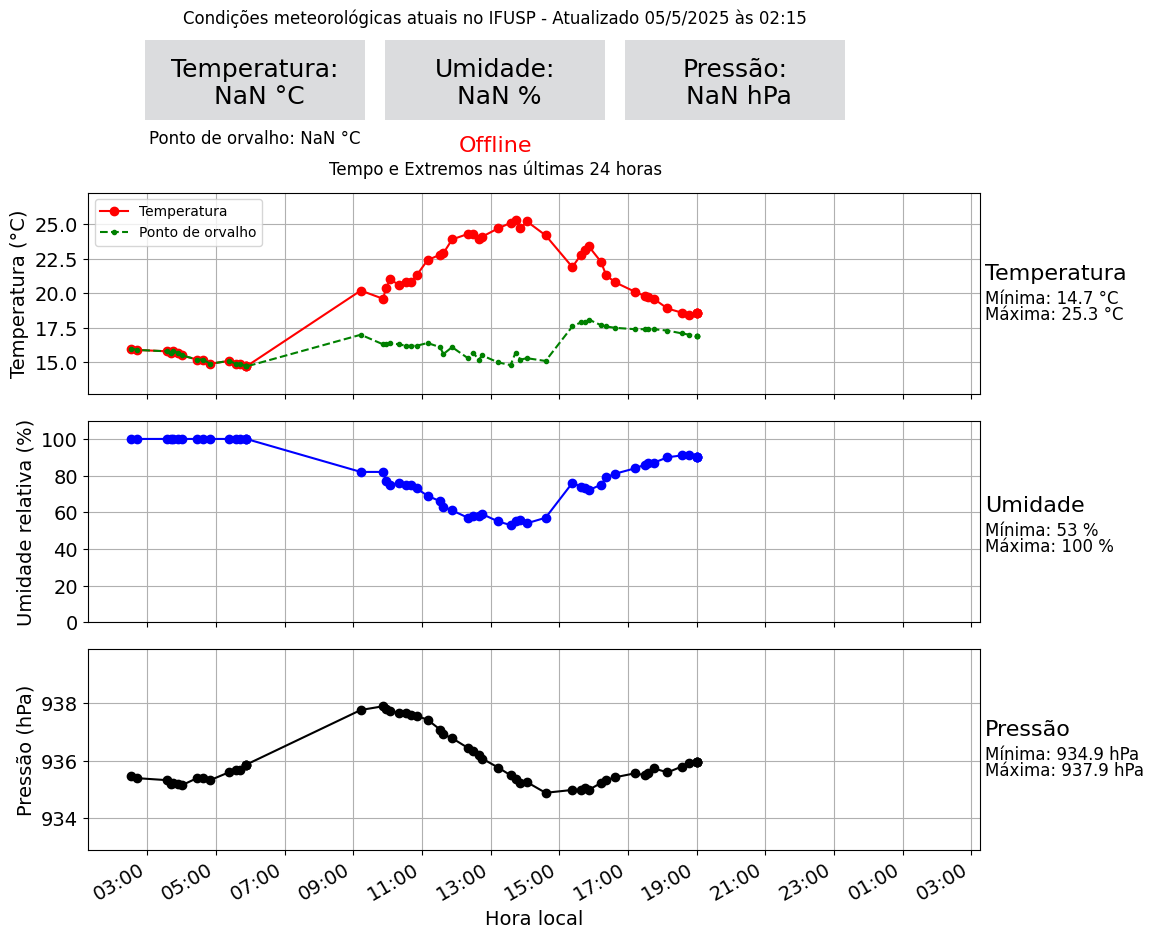 Condições meteorológicas atuais no IFUSP - Atualizado 05/5/2025 às 02:15
Temperatura:
NaN °C
Umidade:
NaN %
Pressão:
NaN hPa
Ponto de orvalho: NaN °C
Offline
Tempo e Extremos nas últimas 24 horas
Temperatura (°C)
25.0
22.5
20.0
17.5
15.0
Temperatura
Ponto de orvalho
Temperatura
Mínima: 14.7 °C
Máxima: 25.3 °C
Umidade relativa (%)
100
80
60
40
20
0
Umidade
Mínima: 53 %
Máxima: 100 %
Pressão (hPa)
938
936
934
Pressão
Mínima: 934.9 hPa
Máxima: 937.9 hPa
03:00 05:00 07:00 09:00 11:00 13:00 15:00 17:00 19:00 21:00 23:00 01:00 03:00
Hora local